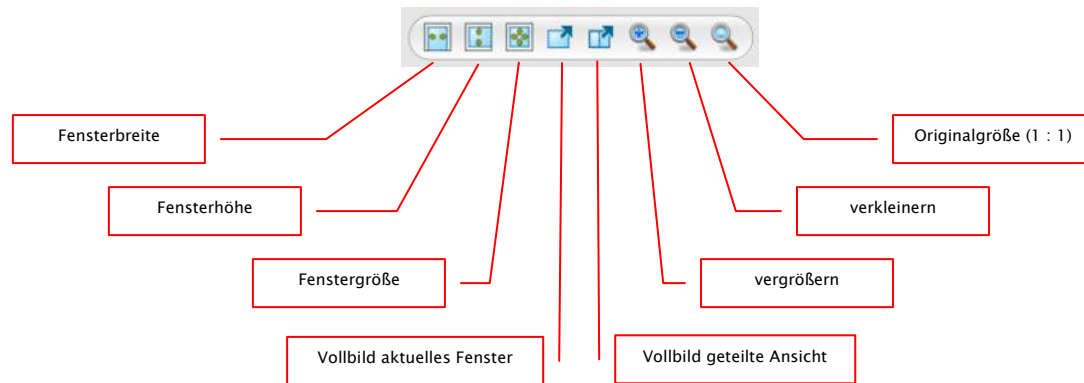 Fensterbreite
Originalgröße (1 : 1)
Fensterhöhe
verkleinern
Fenstergröße
vergrößern
Vollbild aktuelles Fenster
Vollbild geteilte Ansicht